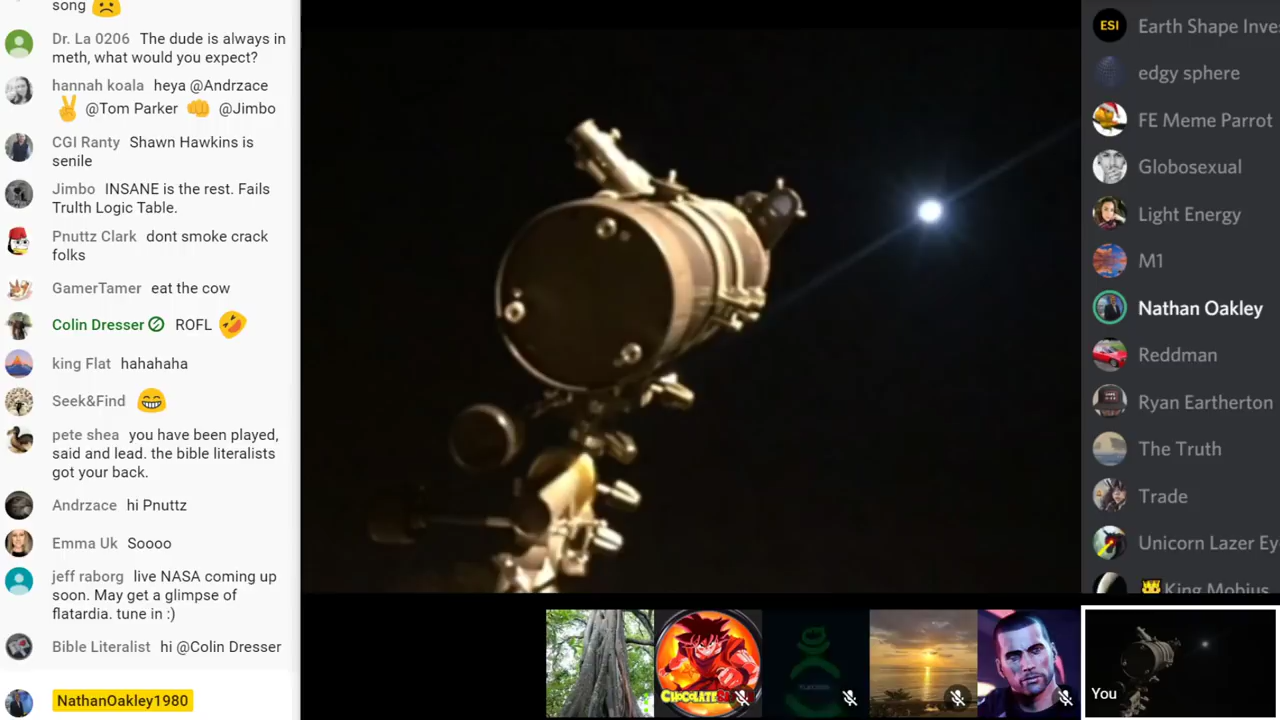 song
Dr. La 0206 The dude is always in
meth, what would you expect?
hannah koala heya @Andrzace
@Tom Parker @Jimbo
CGI Ranty Shawn Hawkins is
senile
Jimbo INSANE is the rest. Fails
Trulth Logic Table.
Pnuttz Clark dont smoke crack
folks
GamerTamer eat the cow
Colin Dresser ROFL
king Flat hahahaha
Seek&Find
pete shea you have been played,
said and lead. the bible literalists
got your back.
Andrzace hi Pnuttz
Emma Uk Soooo
jeff raborg live NASA coming up
soon. May get a glimpse of
flatardia. tune in :)
Bible Literalist hi @Colin Dresser
NathanOakley1980
CHOCOLATE
You
ESI
Earth Shape Inve
edgy sphere
FE Meme Parrot
Globosexual
Light Energy
M1
Nathan Oakley
Reddman
Ryan Eartherton
The Truth
Trade
Unicorn Lazer Ey
King Mobius